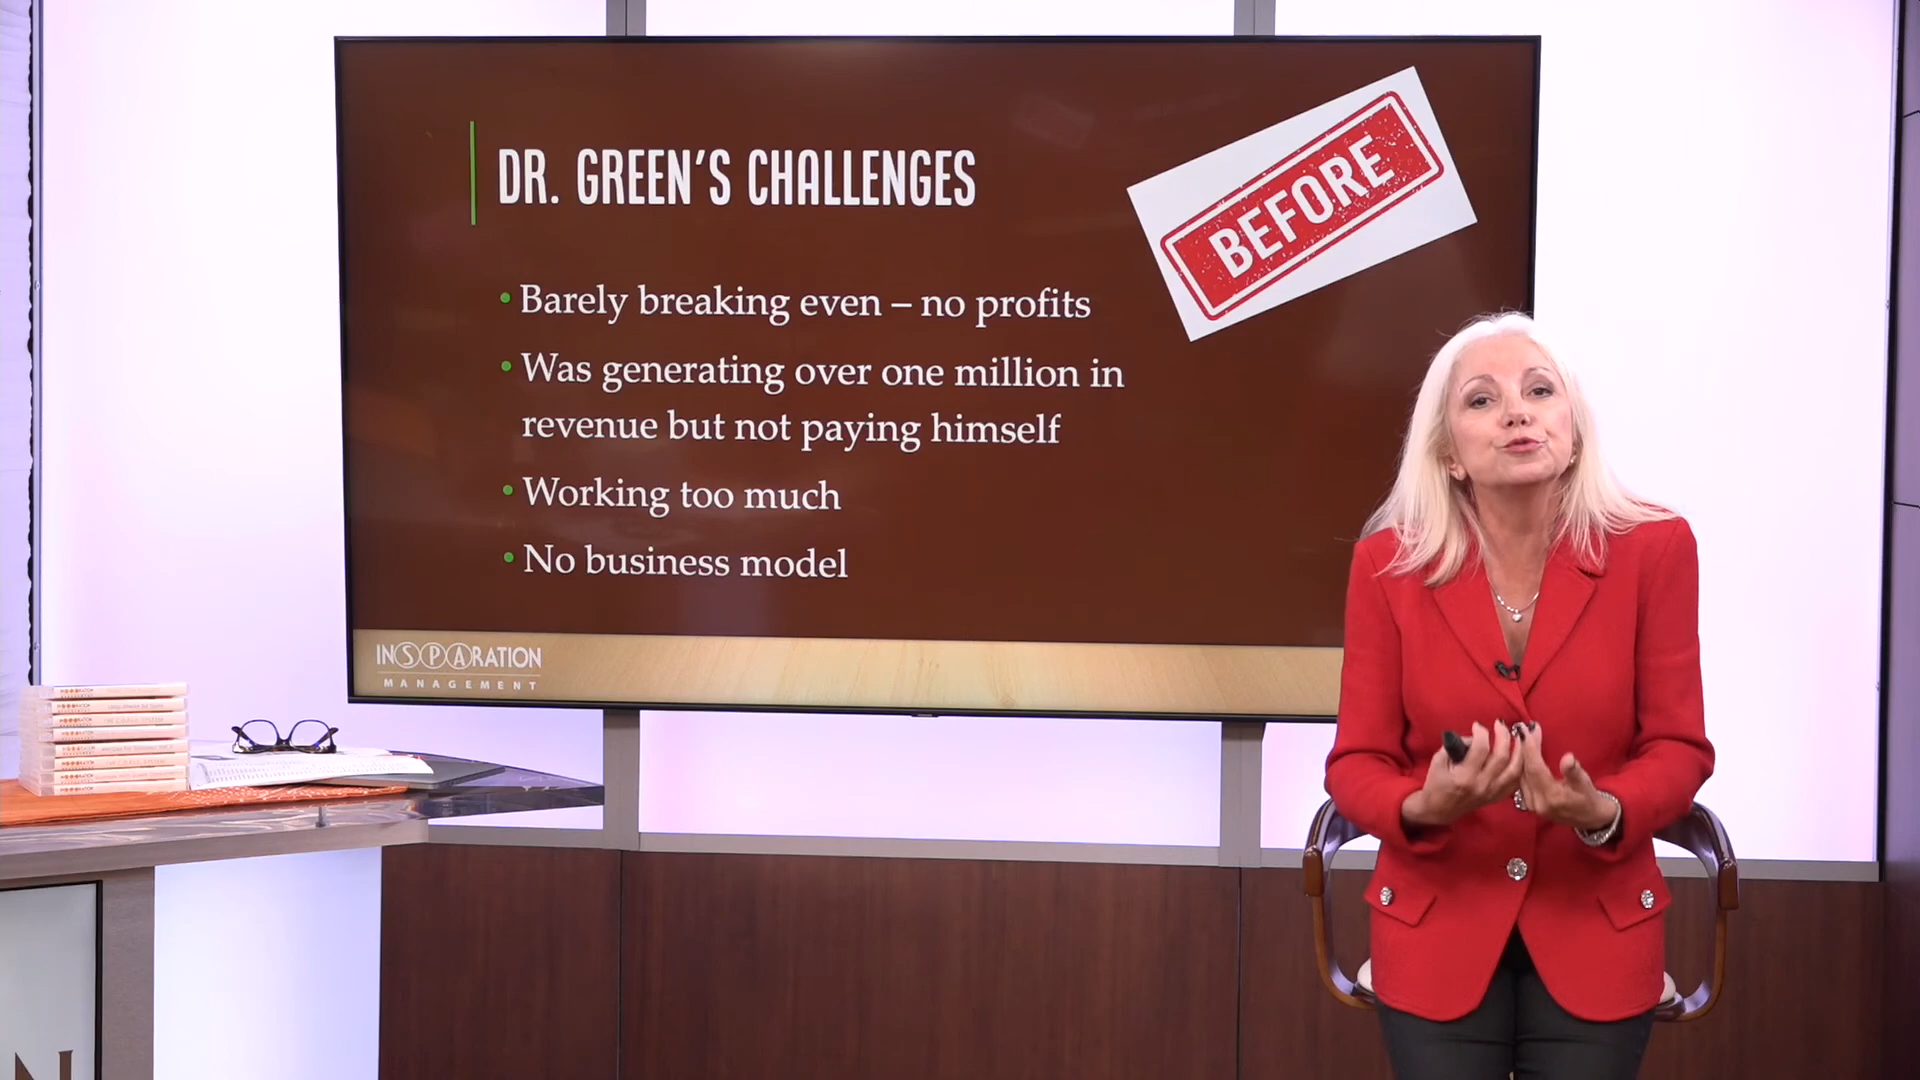 DR. GREEN'S CHALLENGES
BEFORE
• Barely breaking even – no profits
• Was generating over one million in
revenue but not paying himself
• Working too much
• No business model
INSPARATION
MANAGEMENT
N